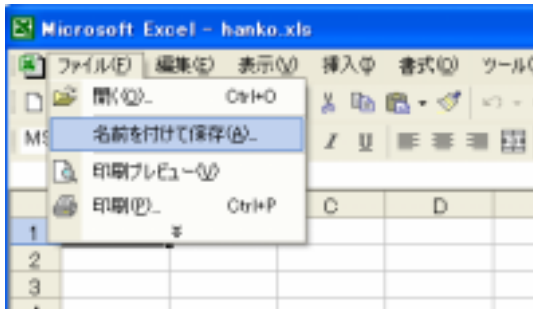 Microsoft Excel - hanko.xls
ファイル(F) 編集(E) 表示(V) 挿入(I) 書式(O) ツール(
開く(O)... Ctrl+O
名前を付けて保存(A)...
印刷プレビュー(V)
印刷(P)... Ctrl+P
MS
C D
1
2
3